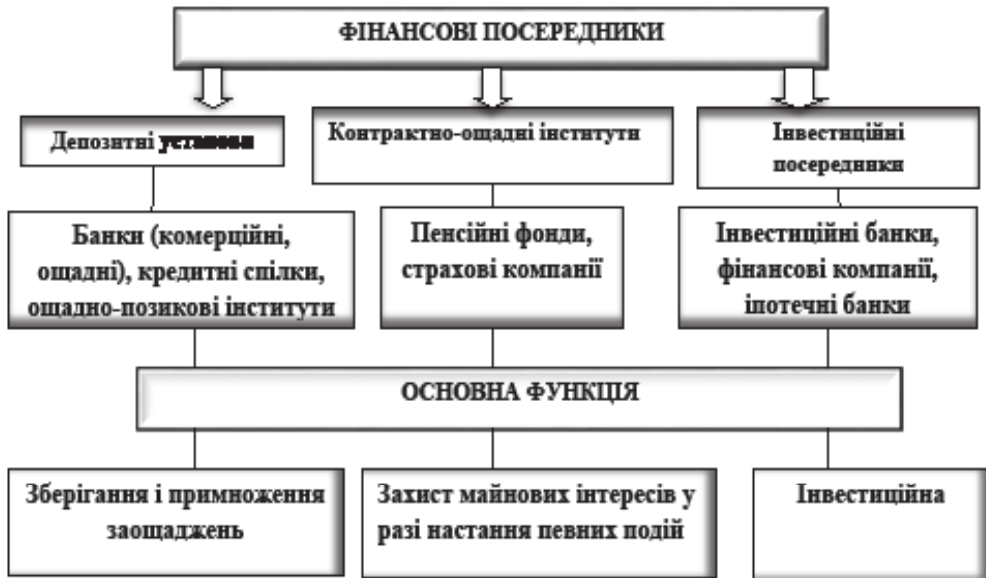 ФІНАНСОВІ ПОСЕРЕДНИКИ
Депозитні установи
Контрактно-ощадні інститути
Інвестиційні
посередники
Банки (комерційні,
ощадні), кредитні спілки,
ощадно-позикові інститути
Пенсійні фонди,
страхові компанії
Інвестиційні банки,
фінансові компанії,
іпотечні банки
ОСНОВНА ФУНКЦІЯ
Зберігання і примноження
заощаджень
Захист майнових інтересів у
разі настання певних подій
Інвестиційна